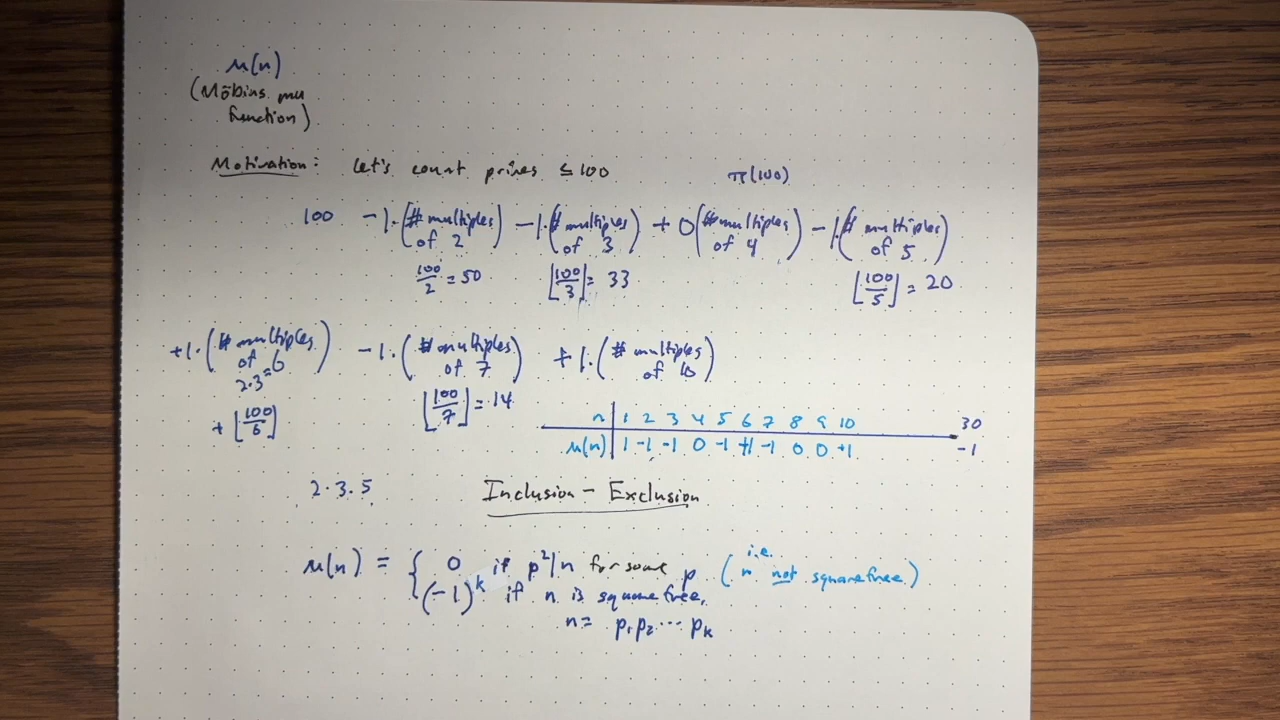 μ(n)
(Möbius mu
function)
Motivation: Let's count primes ≤ 100 π(100)
100 - 1·(# multiples of 2) - 1·(# multiples of 3) + 0(# multiples of 4) - 1(# multiples of 5)
100/2 = 50 ⌊100/3⌋ = 33 ⌊100/5⌋ = 20
+1·(# multiples of 2·3=6) - 1·(# multiples of 7) + 1·(# multiples of 10)
+ ⌊100/6⌋ ⌊100/7⌋ = 14
n 1 2 3 4 5 6 7 8 9 10 30
μ(n) 1 -1 -1 0 -1 +1 -1 0 0 +1 -1
2·3·5 Inclusion - Exclusion
μ(n) = { 0 if p²|n for some p (i.e. n not squarefree)
(-1)^k if n is squarefree,
n = p₁p₂···pₖ